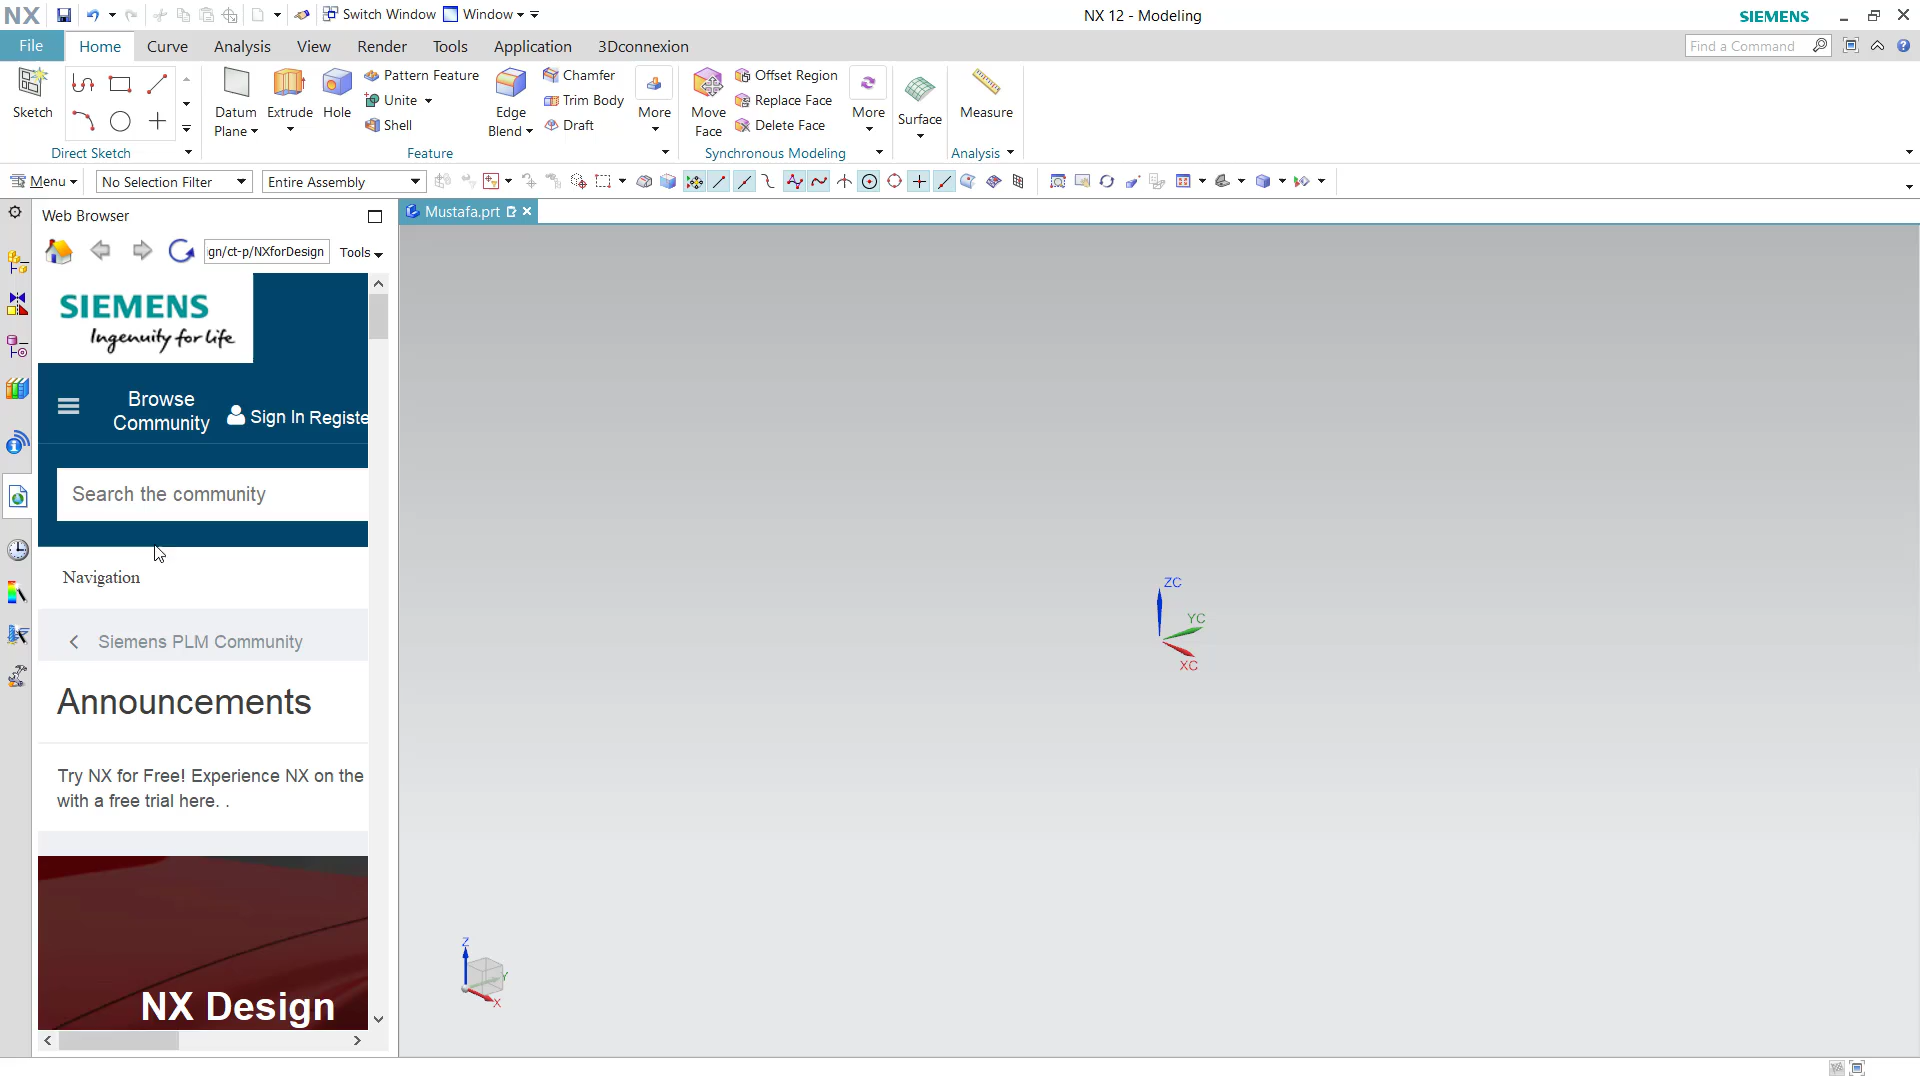 NX
Switch Window
Window
NX 12 - Modeling
SIEMENS
File
Home
Curve
Analysis
View
Render
Tools
Application
3Dconnexion
Find a Command
Sketch
Datum
Plane
Extrude
Hole
Pattern Feature
Unite
Shell
Edge
Blend
Chamfer
Trim Body
Draft
More
Move
Face
Offset Region
Replace Face
Delete Face
More
Surface
Measure
Direct Sketch
Feature
Synchronous Modeling
Analysis
Menu
No Selection Filter
Entire Assembly
Web Browser
Mustafa.prt
gn/ct-p/NXforDesign
Tools
SIEMENS
Ingenuity for life
Browse
Community
Sign In Registe
Search the community
Navigation
Siemens PLM Community
Announcements
Try NX for Free! Experience NX on the
with a free trial here. .
NX Design
ZC
YC
XC
Z
Y
X